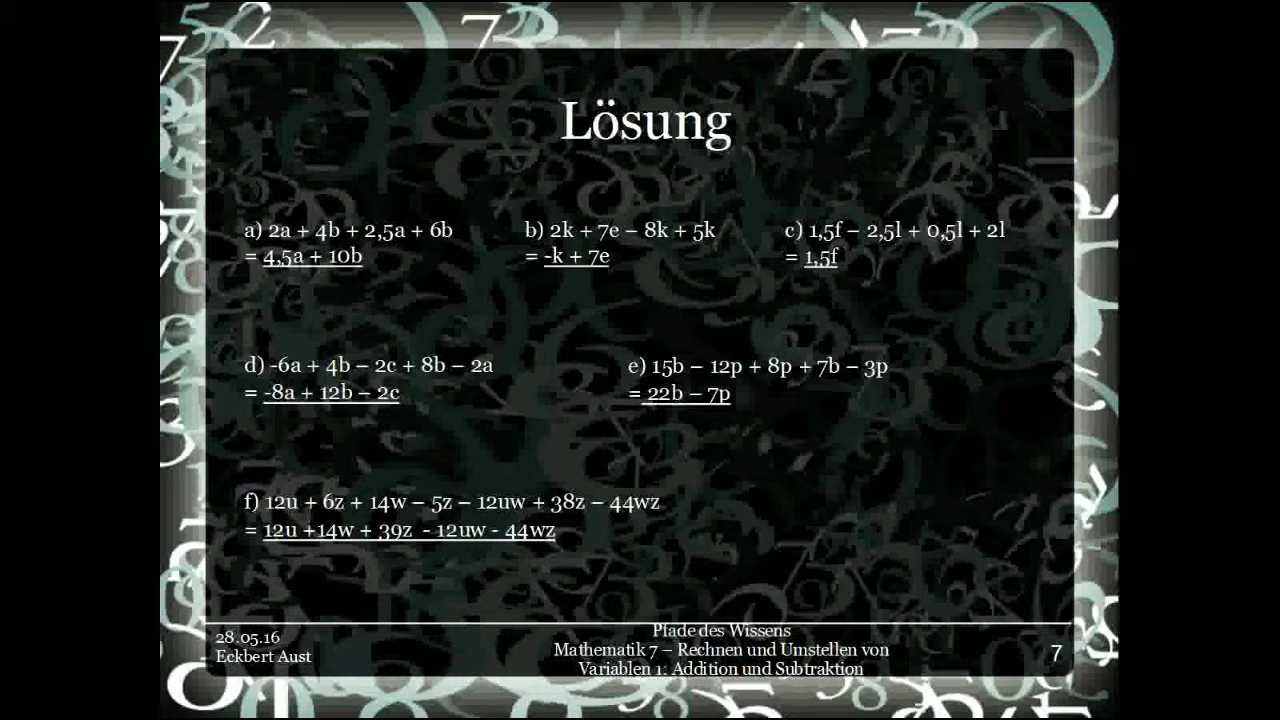 Lösung
a) 2a + 4b + 2,5a + 6b
= 4,5a + 10b
b) 2k + 7e – 8k + 5k
= -k + 7e
c) 1,5f – 2,5l + 0,5l + 2l
= 1,5f
d) -6a + 4b – 2c + 8b – 2a
= -8a + 12b – 2c
e) 15b – 12p + 8p + 7b – 3p
= 22b – 7p
f) 12u + 6z + 14w – 5z – 12uw + 38z – 44wz
= 12u +14w + 39z - 12uw - 44wz
28.05.16
Eckbert Aust
Pfade des Wissens
Mathematik 7 – Rechnen und Umstellen von
Variablen 1: Addition und Subtraktion
7